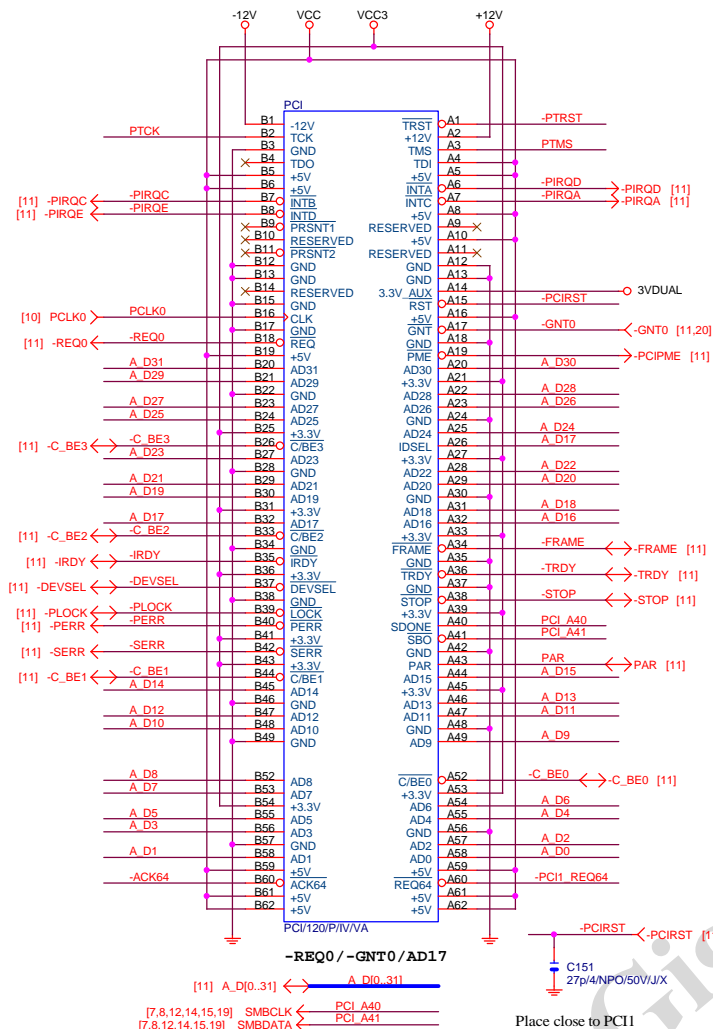 -12V VCC VCC3 +12V
PCI
B1 -12V TRST A1 -PTRST
PTCK B2 TCK +12V A2
B3 GND TMS A3 PTMS
B4 TDO TDI A4
B5 +5V +5V A5
B6 +5V INTA A6 -PIRQD -PIRQD [11]
[11] -PIRQC -PIRQC B7 INTB INTC A7 -PIRQA -PIRQA [11]
[11] -PIRQE -PIRQE B8 INTD +5V A8
B9 PRSNT1 RESERVED A9
B10 RESERVED +5V A10
B11 PRSNT2 RESERVED A11
B12 GND GND A12
B13 GND GND A13
B14 RESERVED 3.3V_AUX A14 3VDUAL
B15 GND RST A15 -PCIRST
[10] PCLK0 PCLK0 B16 CLK +5V A16
B17 GND GNT A17 -GNT0 -GNT0 [11,20]
[11] -REQ0 -REQ0 B18 REQ GND A18
B19 +5V PME A19 -PCIPME [11]
A_D31 B20 AD31 AD30 A20 A_D30
A_D29 B21 AD29 +3.3V A21
B22 GND AD28 A22 A_D28
A_D27 B23 AD27 AD26 A23 A_D26
A_D25 B24 AD25 GND A24
B25 +3.3V AD24 A25 A_D24
[11] -C_BE3 -C_BE3 B26 C/BE3 IDSEL A26 A_D17
A_D23 B27 AD23 +3.3V A27
B28 GND AD22 A28 A_D22
A_D21 B29 AD21 AD20 A29 A_D20
A_D19 B30 AD19 GND A30
B31 +3.3V AD18 A31 A_D18
A_D17 B32 AD17 AD16 A32 A_D16
[11] -C_BE2 -C_BE2 B33 C/BE2 +3.3V A33
B34 GND FRAME A34 -FRAME -FRAME [11]
[11] -IRDY -IRDY B35 IRDY GND A35
B36 +3.3V TRDY A36 -TRDY -TRDY [11]
[11] -DEVSEL -DEVSEL B37 DEVSEL GND A37
B38 GND STOP A38 -STOP -STOP [11]
[11] -PLOCK -PLOCK B39 LOCK +3.3V A39
[11] -PERR -PERR B40 PERR SDONE A40 PCI_A40
B41 +3.3V SBO A41 PCI_A41
[11] -SERR -SERR B42 SERR GND A42
B43 +3.3V PAR A43 PAR PAR [11]
[11] -C_BE1 -C_BE1 B44 C/BE1 AD15 A44 A_D15
A_D14 B45 AD14 +3.3V A45
B46 GND AD13 A46 A_D13
A_D12 B47 AD12 AD11 A47 A_D11
A_D10 B48 AD10 GND A48
B49 GND AD9 A49 A_D9
A_D8 B52 AD8 C/BE0 A52 -C_BE0 -C_BE0 [11]
A_D7 B53 AD7 +3.3V A53
B54 +3.3V AD6 A54 A_D6
A_D5 B55 AD5 AD4 A55 A_D4
A_D3 B56 AD3 GND A56
B57 GND AD2 A57 A_D2
A_D1 B58 AD1 AD0 A58 A_D0
B59 +5V +5V A59
-ACK64 B60 ACK64 REQ64 A60 -PCI1_REQ64
B61 +5V +5V A61
B62 +5V +5V A62
PCI/120/P/IV/VA
-REQ0/-GNT0/AD17
-PCIRST -PCIRST
C151
27p/4/NPO/50V/J/X
[11] A_D[0..31] A_D[0..31]
[7,8,12,14,15,19] SMBCLK PCI_A40
[7,8,12,14,15,19] SMBDATA PCI_A41
Place close to PCI1